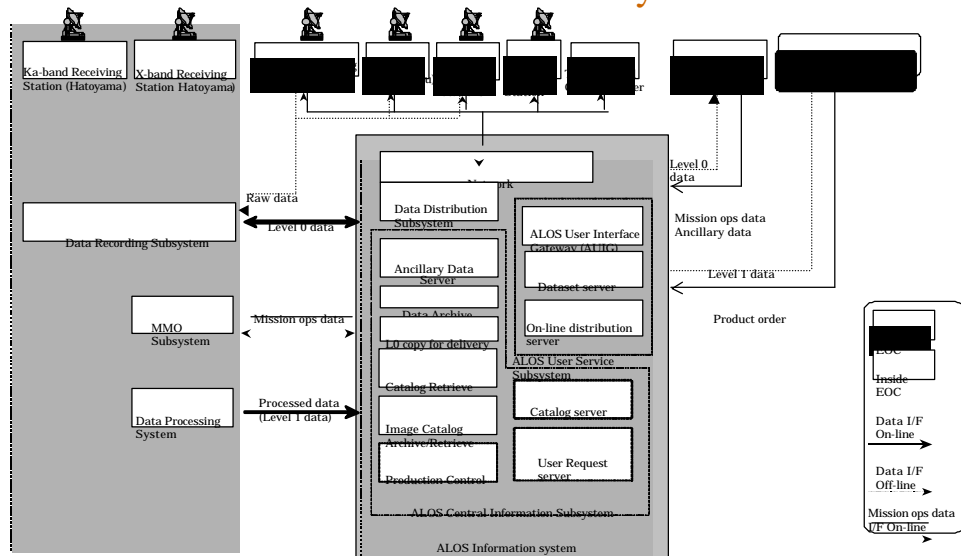 Ka-band Receiving
Station (Hatoyama)
X-band Receiving
Station Hatoyama)
Raw data
Level 0 data
Data Recording Subsystem
MMO
Subsystem
Mission ops data
Data Processing
System
Processed data
(Level 1 data)
Network
Data Distribution
Subsystem
Ancillary Data
Server
Data Archive
L0 copy for delivery
Catalog Retrieve
Image Catalog
Archive/Retrieve
Production Control
ALOS User Interface
Gateway (AUIG)
Dataset server
On-line distribution
server
ALOS User Service
Subsystem
Catalog server
User Request
server
ALOS Central Information Subsystem
ALOS Information system
Level 0
data
Mission ops data
Ancillary data
Level 1 data
Product order
EOC
Inside
EOC
Data I/F
On-line
Data I/F
Off-line
Mission ops data
I/F On-line